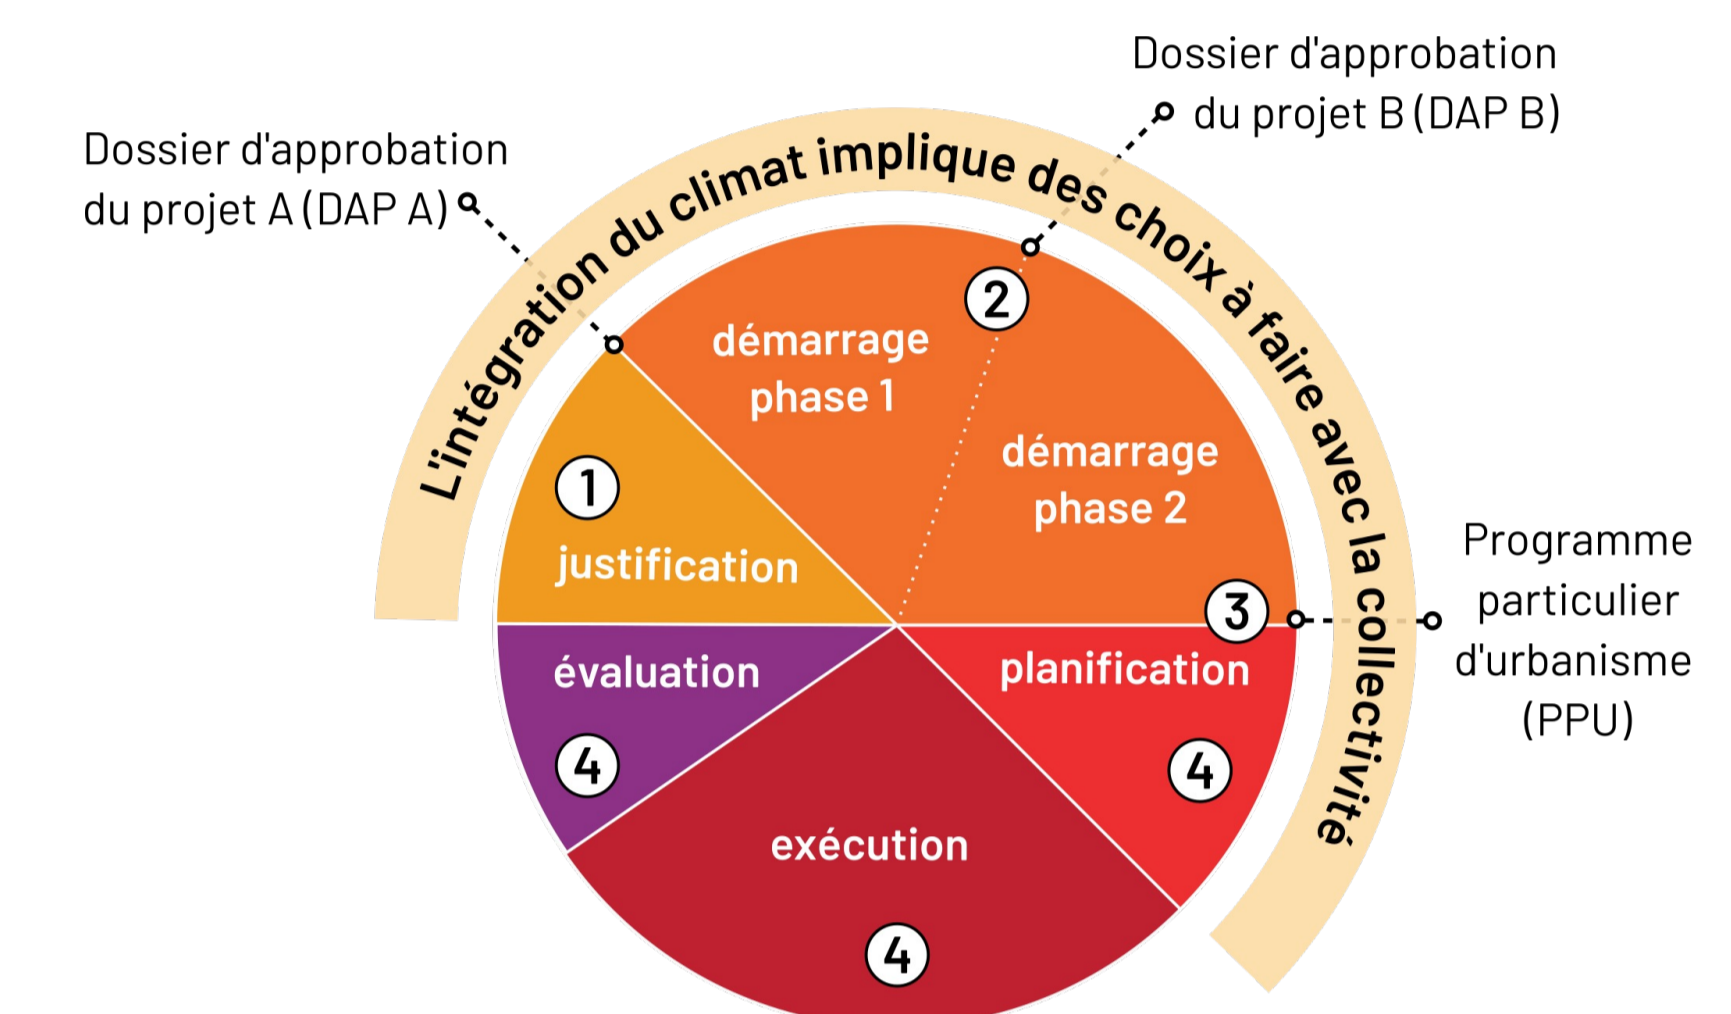 Dossier d'approbation
du projet A (DAP A)
Dossier d'approbation
du projet B (DAP B)
L'intégration du climat implique des choix à faire avec la collectivité
1
justification
démarrage
phase 1
2
démarrage
phase 2
3
Programme
particulier
d'urbanisme
(PPU)
planification
4
exécution
4
évaluation
4